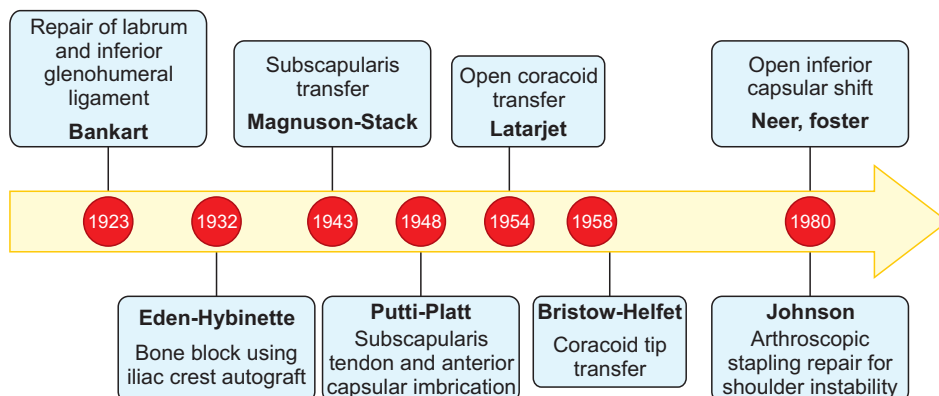 Repair of labrum
and inferior
glenohumeral
ligament
Bankart
Subscapularis
transfer
Magnuson-Stack
Open coracoid
transfer
Latarjet
Open inferior
capsular shift
Neer, foster
1923
1932
1943
1948
1954
1958
1980
Eden-Hybinette
Bone block using
iliac crest autograft
Putti-Platt
Subscapularis
tendon and anterior
capsular imbrication
Bristow-Helfet
Coracoid tip
transfer
Johnson
Arthroscopic
stapling repair for
shoulder instability